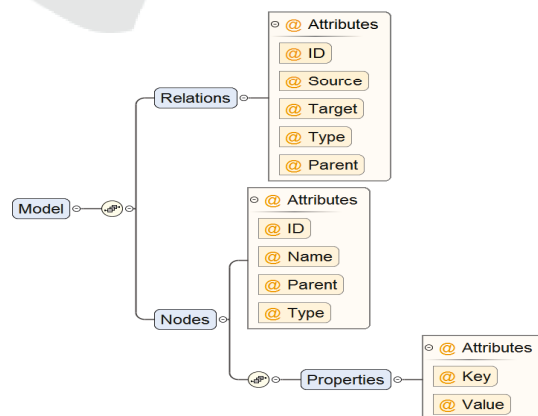 @ Attributes
@ ID
Relations
@ Source
@ Target
@ Type
@ Parent
Model
@ Attributes
@ ID
@ Name
@ Parent
Nodes
@ Type
Properties
@ Attributes
@ Key
@ Value